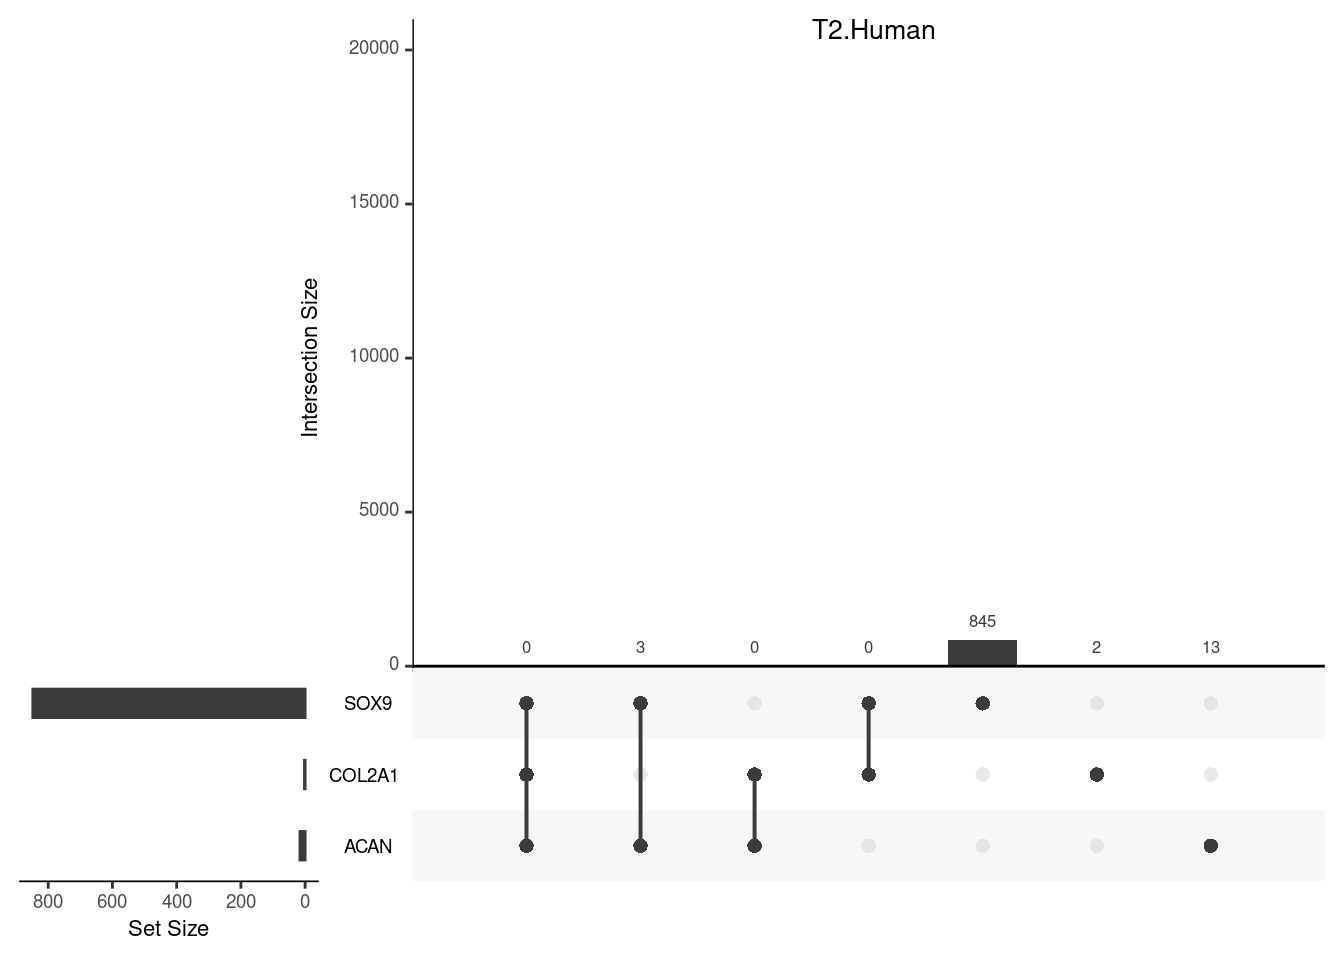 T2.Human
20000
15000
10000
5000
0
Intersection Size
0 3 0 0 845 2 13
SOX9
COL2A1
ACAN
800 600 400 200 0
Set Size